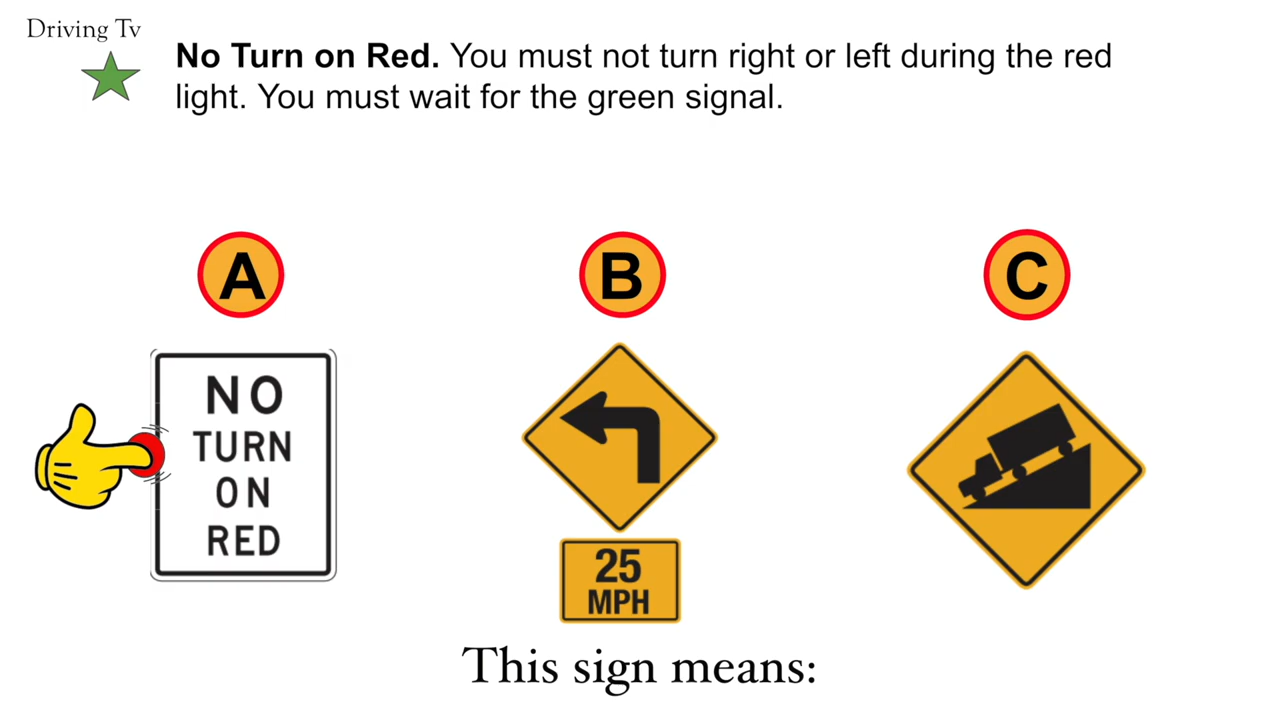 Driving Tv
No Turn on Red. You must not turn right or left during the red
light. You must wait for the green signal.
A
B
C
NO
TURN
ON
RED
25
MPH
This sign means: